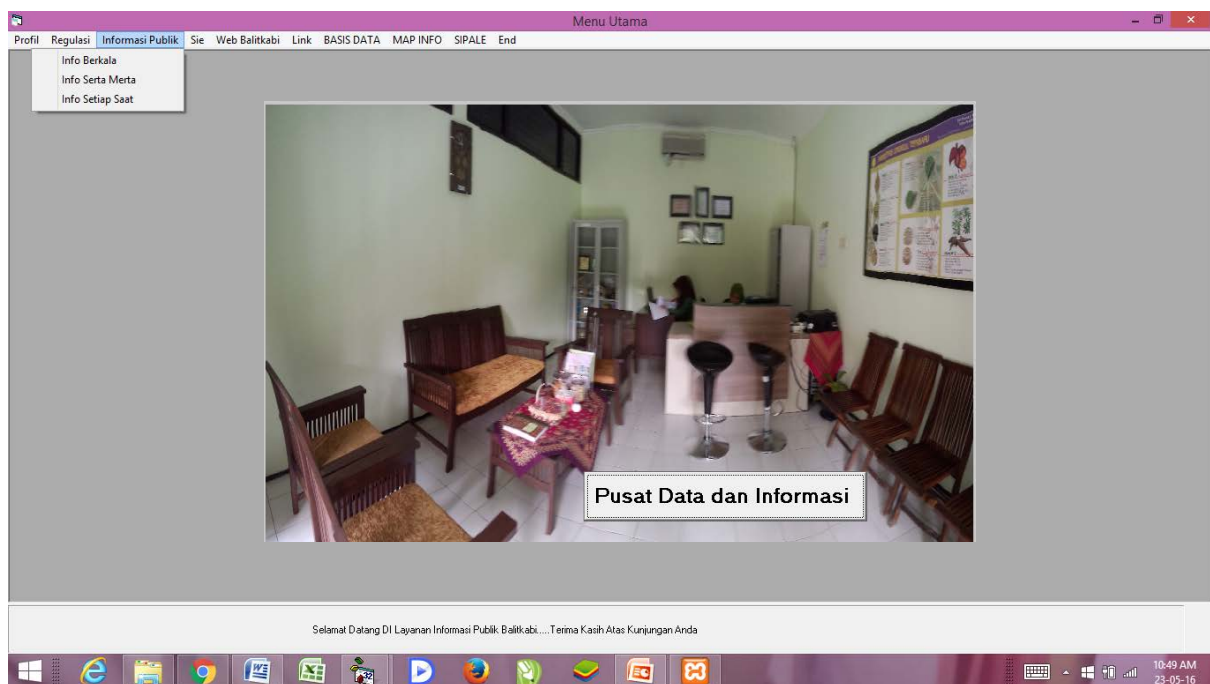 Menu Utama
Profil Regulasi Informasi Publik Sie Web Balitkabi Link BASIS DATA MAP INFO SIPALE End
Info Berkala
Info Serta Merta
Info Setiap Saat
Pusat Data dan Informasi
Selamat Datang DI Layanan Informasi Publik Balitkabi.....Terima Kasih Atas Kunjungan Anda
10:49 AM
23-05-16